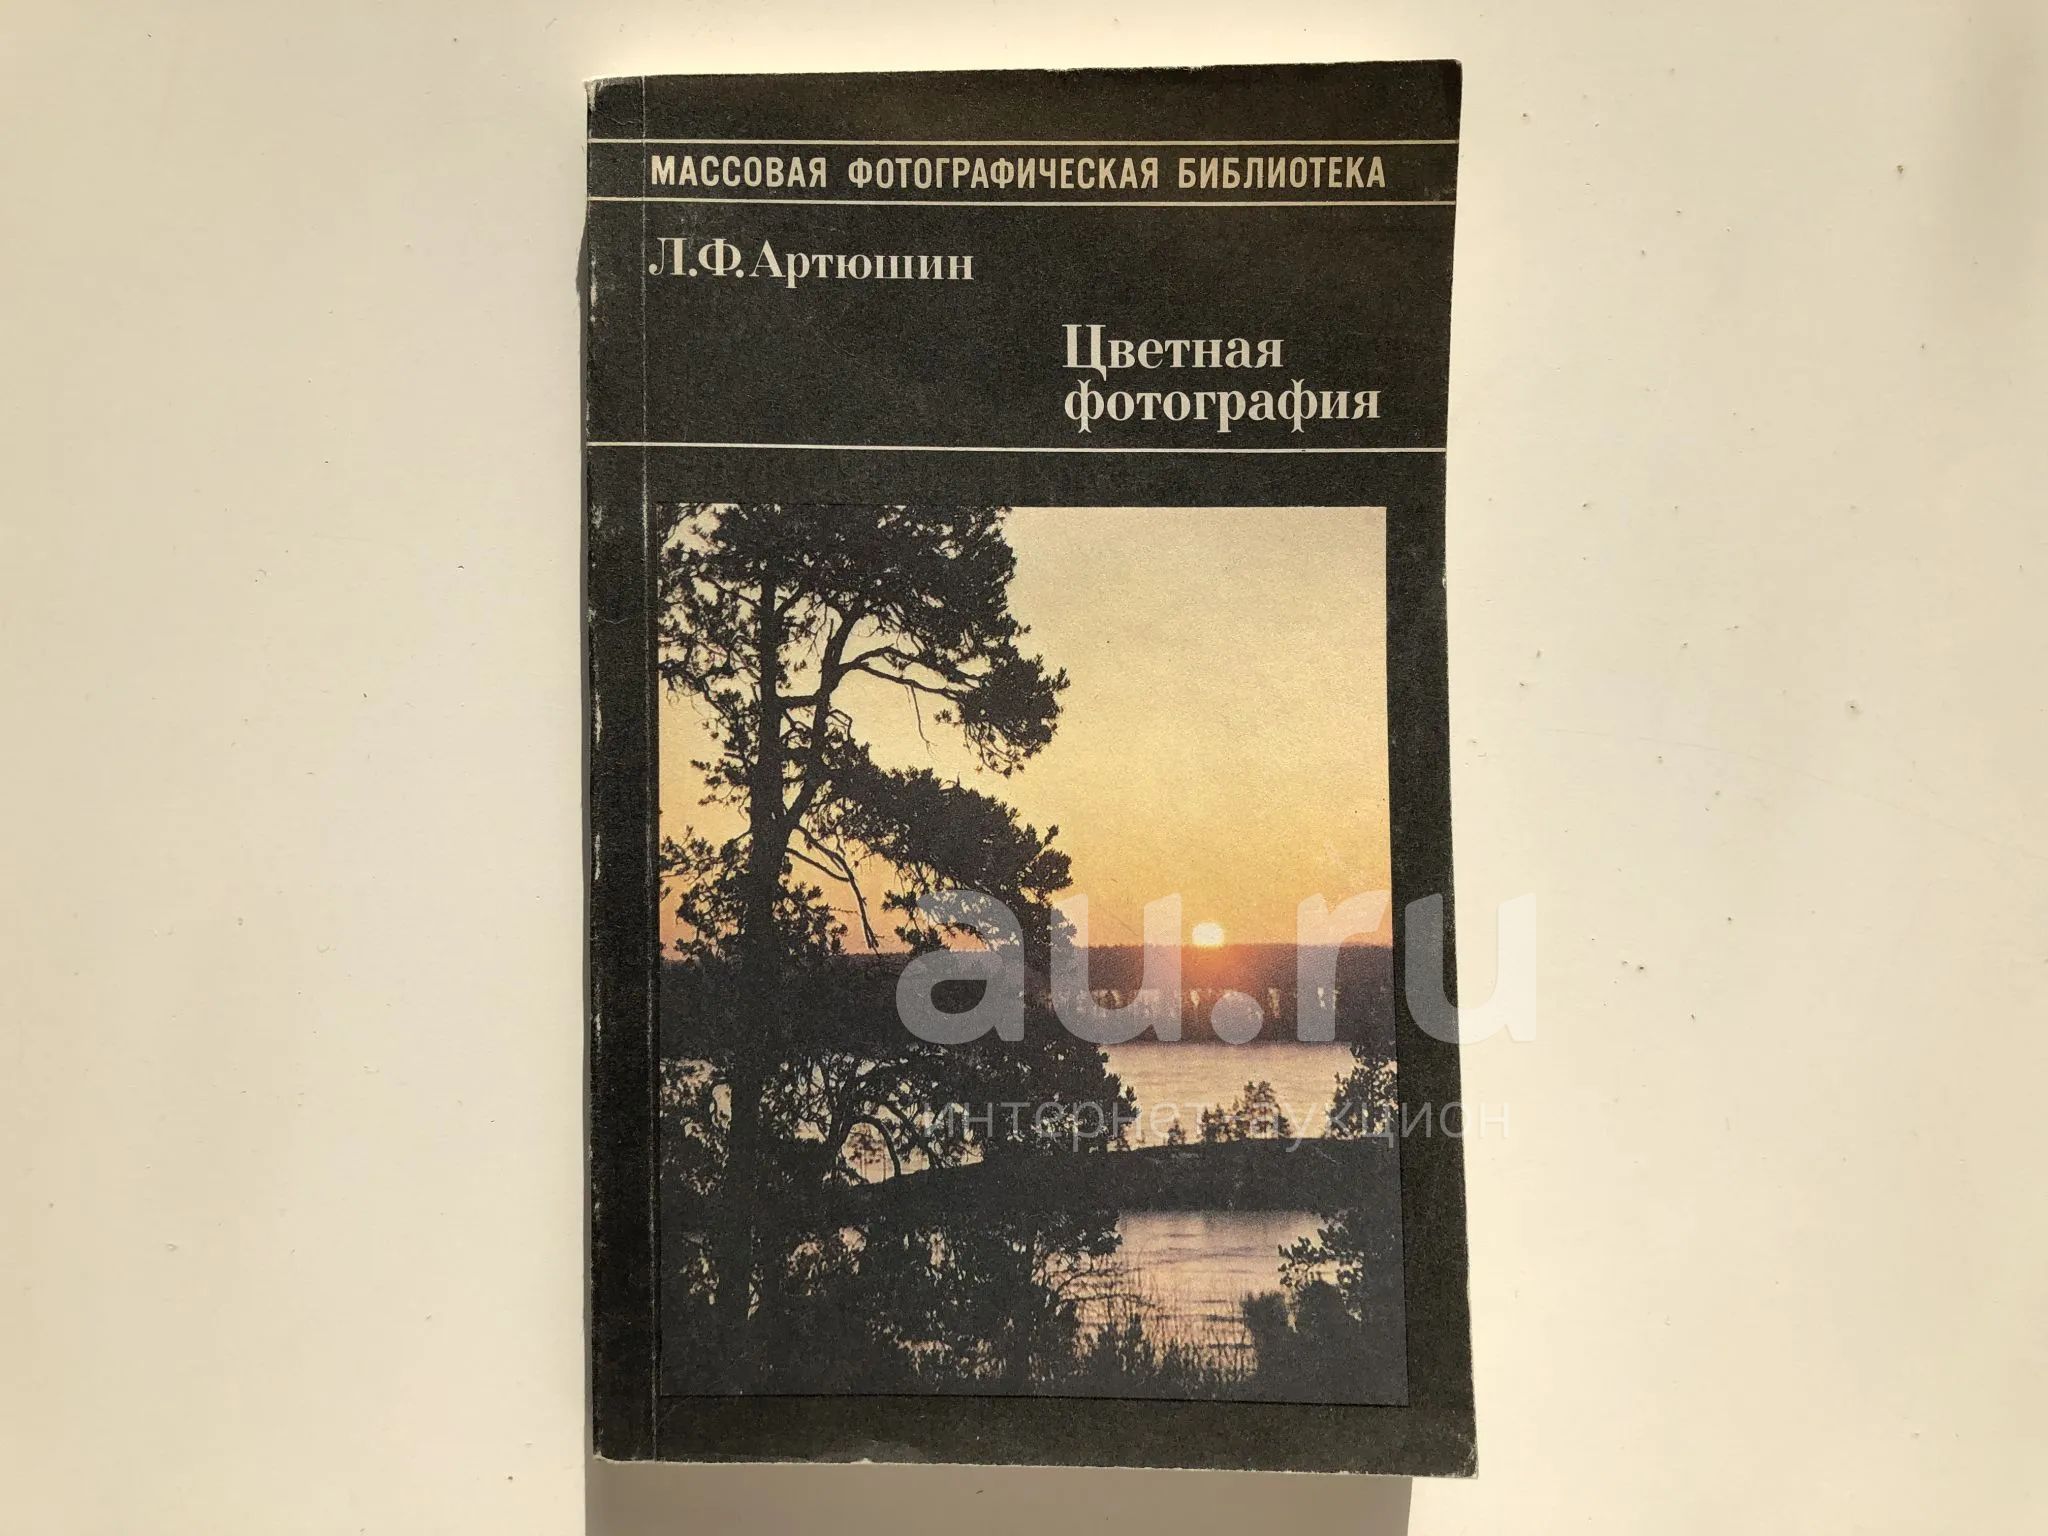 МАССОВАЯ ФОТОГРАФИЧЕСКАЯ БИБЛИОТЕКА
Л.Ф.Артюшин
Цветная
фотография
au.ru
интернет-аукцион